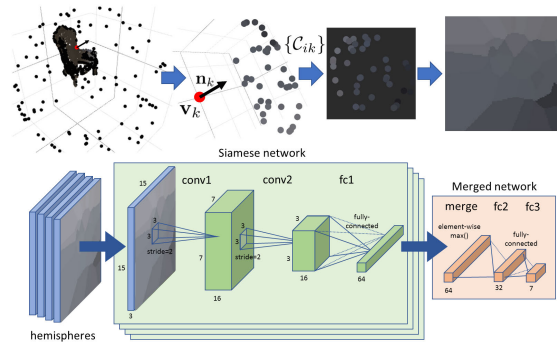 n_k
v_k
{C_ik}
Siamese network
15
15
3
conv1
3
3
stride=2
7
7
16
conv2
3
3
stride=2
3
3
16
fc1
fully-
connected
64
hemispheres
Merged network
merge
fc2
fc3
element-wise
max()
fully-
connected
64
32
7